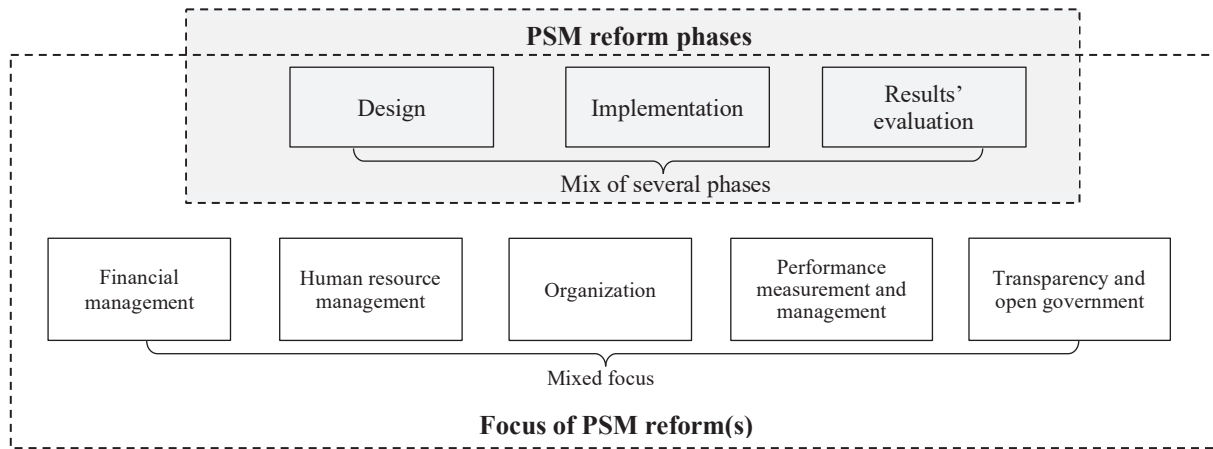 PSM reform phases
Design
Implementation
Results’
evaluation
Mix of several phases
Financial
management
Human resource
management
Organization
Performance
measurement and
management
Transparency and
open government
Mixed focus
Focus of PSM reform(s)